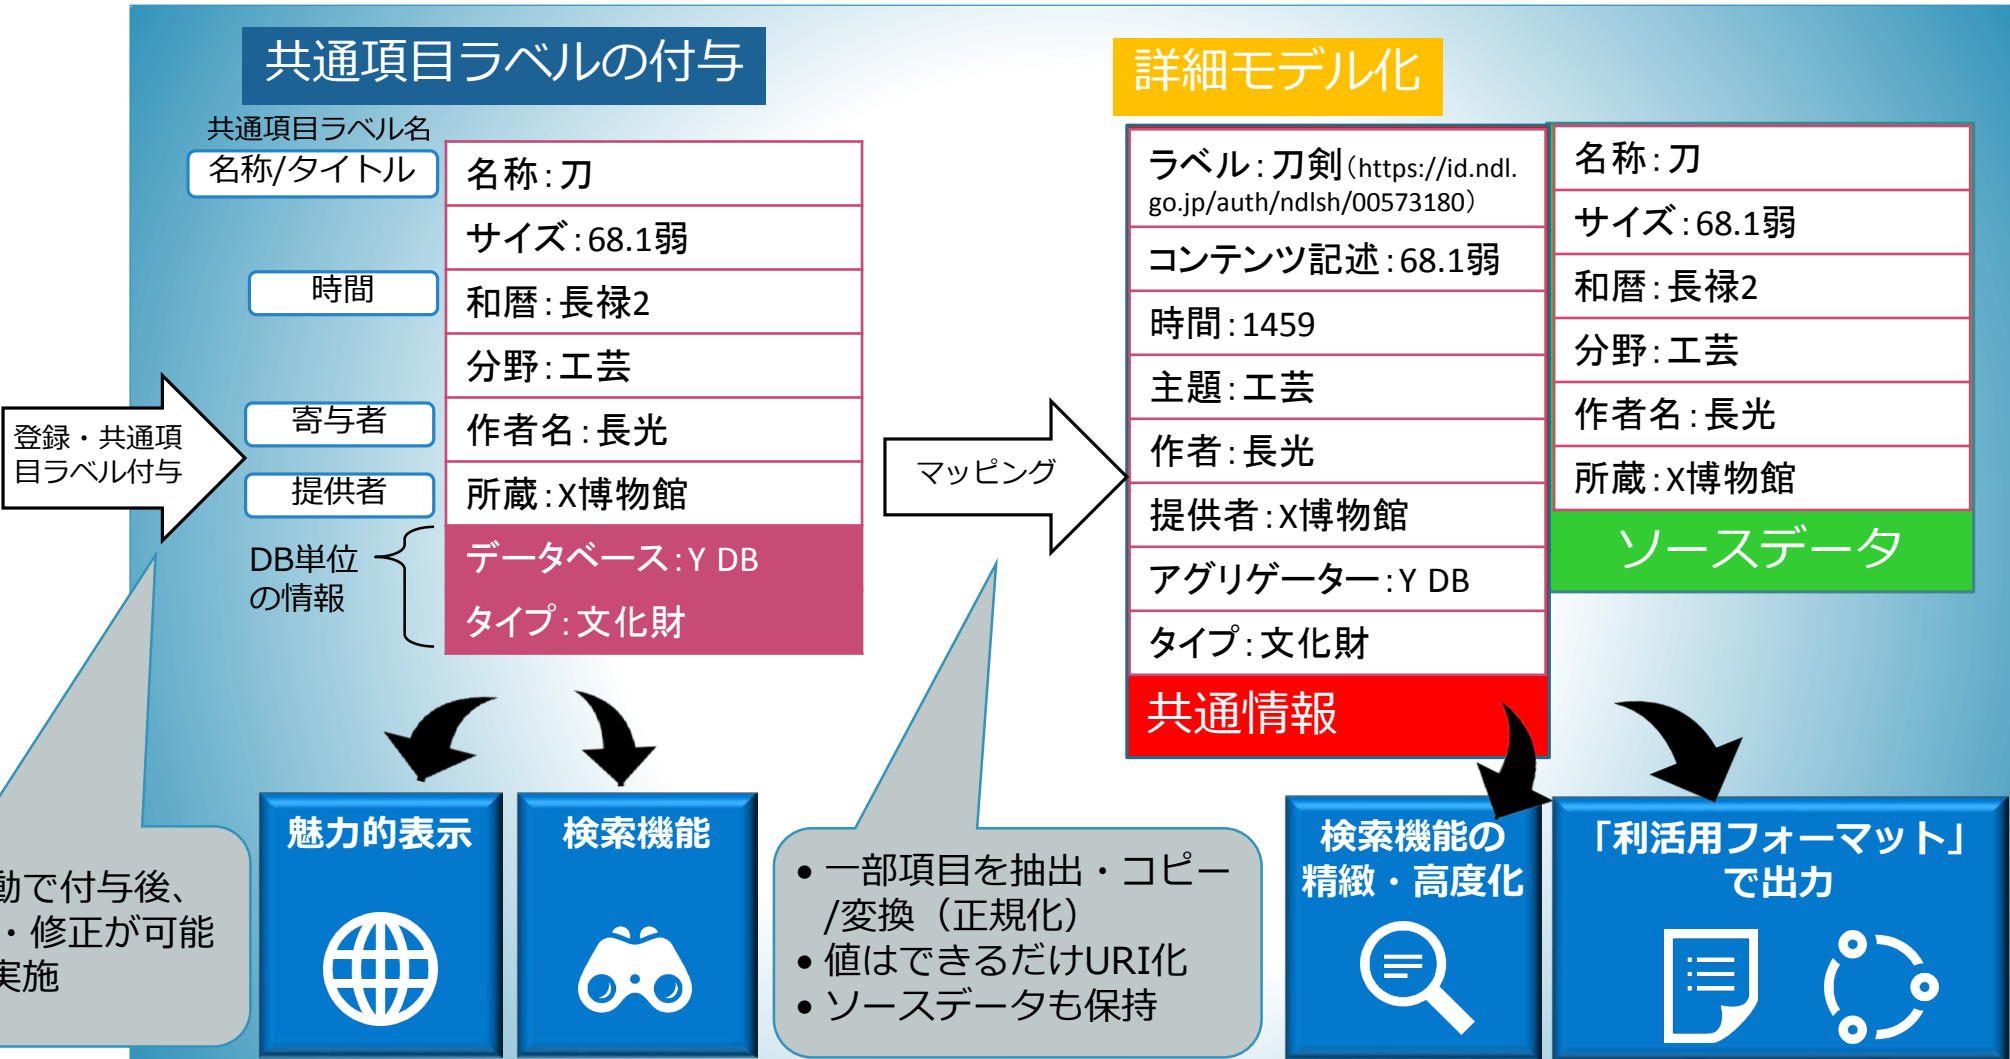 共通項目ラベルの付与
共通項目ラベル名
名称/タイトル
時間
寄与者
提供者
DB単位
の情報
名称:刀
サイズ:68.1弱
和暦:長禄2
分野:工芸
作者名:長光
所蔵:X博物館
データベース:Y DB
タイプ:文化財
登録・共通項
目ラベル付与
動で付与後、
・修正が可能
実施
魅力的表示
検索機能
マッピング
• 一部項目を抽出・コピー
/変換(正規化)
• 値はできるだけURI化
• ソースデータも保持
詳細モデル化
ラベル:刀剣(https://id.ndl.
go.jp/auth/ndlsh/00573180)
コンテンツ記述:68.1弱
時間:1459
主題:工芸
作者:長光
提供者:X博物館
アグリゲーター:Y DB
タイプ:文化財
共通情報
名称:刀
サイズ:68.1弱
和暦:長禄2
分野:工芸
作者名:長光
所蔵:X博物館
ソースデータ
検索機能の
精緻・高度化
「利活用フォーマット」
で出力